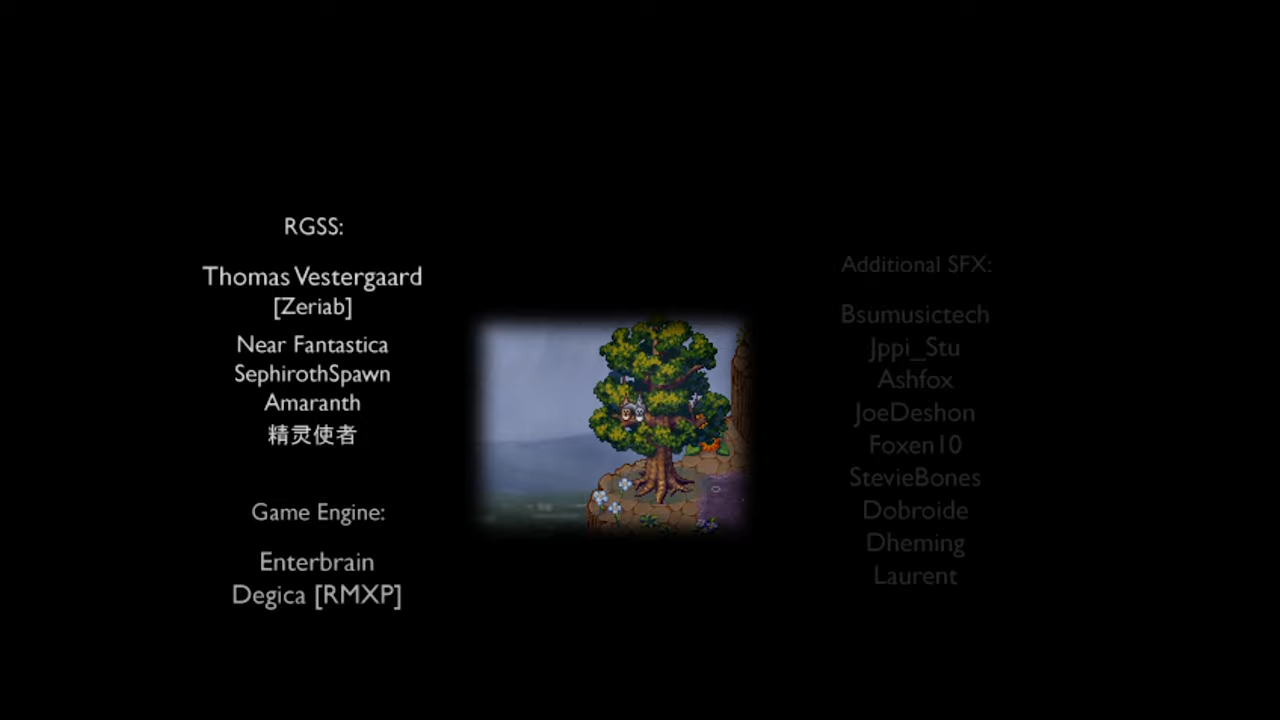 RGSS:
Thomas Vestergaard
[Zeriab]
Near Fantastica
SephirothSpawn
Amaranth
精灵使者
Game Engine:
Enterbrain
Degica [RMXP]
Additional SFX:
Bsumusictech
Jppi_Stu
Ashfox
JoeDeshon
Foxen10
StevieBones
Dobroide
Dheming
Laurent